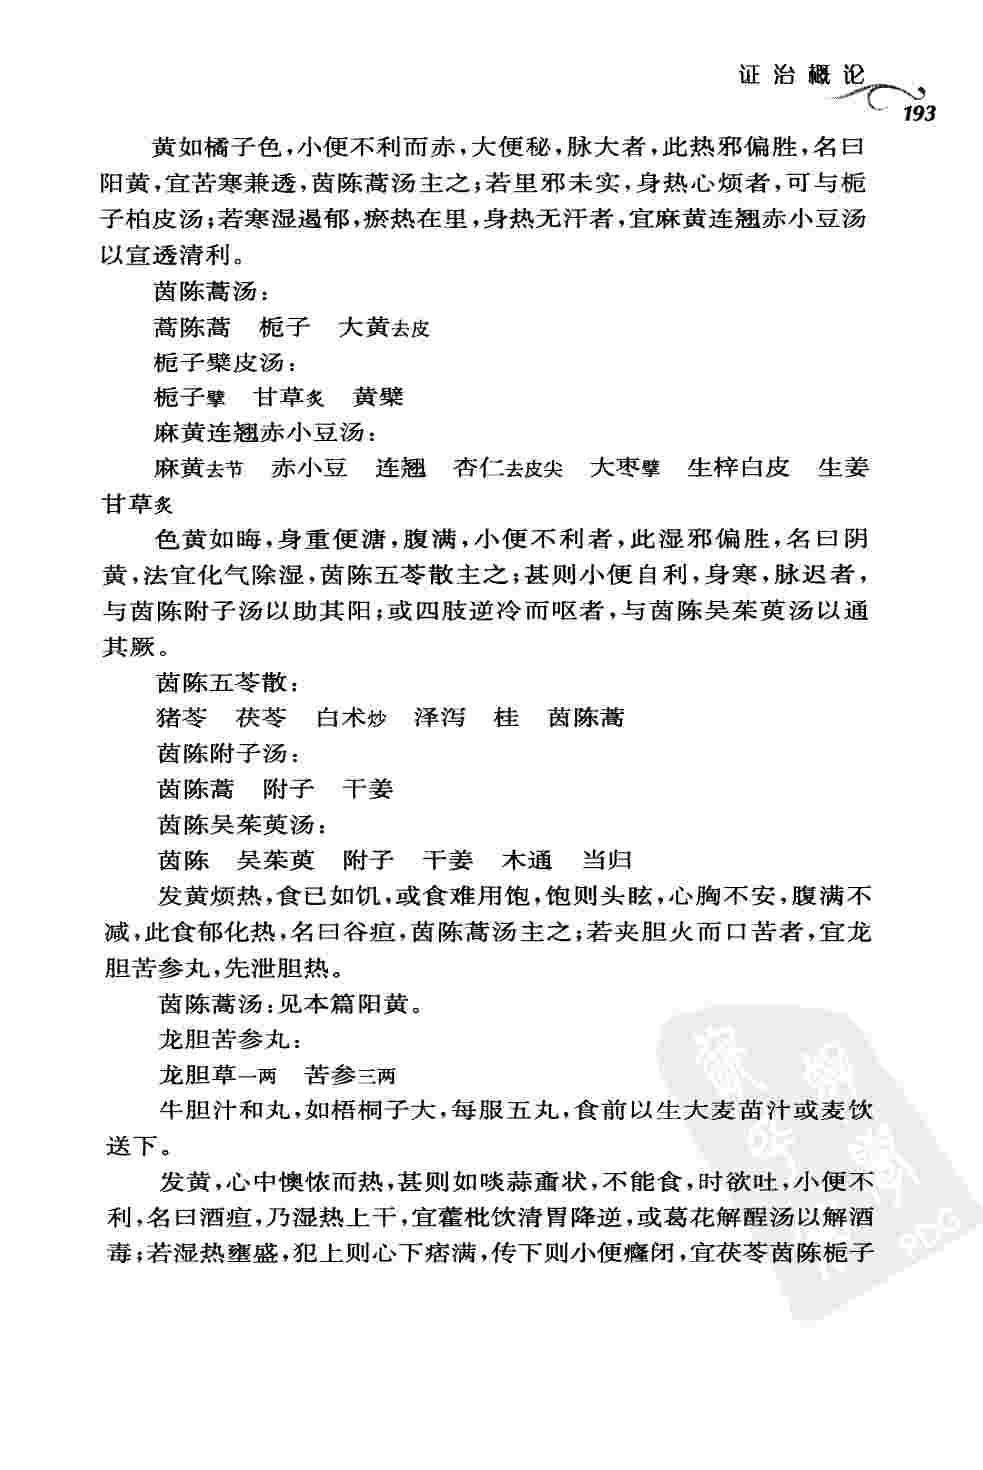 证治概论
193
黄如橘子色,小便不利而赤,大便秘,脉大者,此热邪偏胜,名曰
阳黄,宜苦寒兼透,茵陈蒿汤主之;若里邪未实,身热心烦者,可与栀
子柏皮汤;若寒湿遏郁,瘀热在里,身热无汗者,宜麻黄连翘赤小豆汤
以宣透清利。
茵陈蒿汤:
蒿陈蒿 栀子 大黄去皮
栀子檗皮汤:
栀子擘 甘草炙 黄檗
麻黄连翘赤小豆汤:
麻黄去节 赤小豆 连翘 杏仁去皮尖 大枣擘 生梓白皮 生姜
甘草炙
色黄如晦,身重便溏,腹满,小便不利者,此湿邪偏胜,名曰阴
黄,法宜化气除湿,茵陈五苓散主之;甚则小便自利,身寒,脉迟者,
与茵陈附子汤以助其阳;或四肢逆冷而呕者,与茵陈吴茱萸汤以通
其厥。
茵陈五苓散:
猪苓 茯苓 白术炒 泽泻 桂 茵陈蒿
茵陈附子汤:
茵陈蒿 附子 干姜
茵陈吴茱萸汤:
茵陈 吴茱萸 附子 干姜 木通 当归
发黄烦热,食已如饥,或食难用饱,饱则头眩,心胸不安,腹满不
减,此食郁化热,名曰谷疸,茵陈蒿汤主之;若夹胆火而口苦者,宜龙
胆苦参丸,先泄胆热。
茵陈蒿汤:见本篇阳黄。
龙胆苦参丸:
龙胆草一两 苦参三两
牛胆汁和丸,如梧桐子大,每服五丸,食前以生大麦苗汁或麦饮
送下。
发黄,心中懊憹而热,甚则如啖蒜齑状,不能食,时欲吐,小便不
利,名曰酒疸,乃湿热上干,宜藿枇饮清胃降逆,或葛花解酲汤以解酒
毒;若湿热壅盛,犯上则心下痞满,传下则小便癃闭,宜茯苓茵陈栀子
PDG